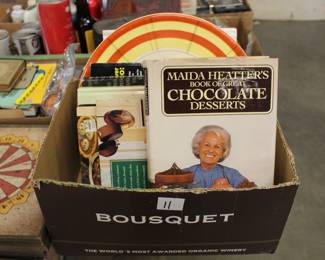 MAIDA HEATTER'S
BOOK OF GREAT
CHOCOLATE
DESSERTS
11
BOUSQUET
THE WORLD'S MOST AWARDED ORGANIC WINERY